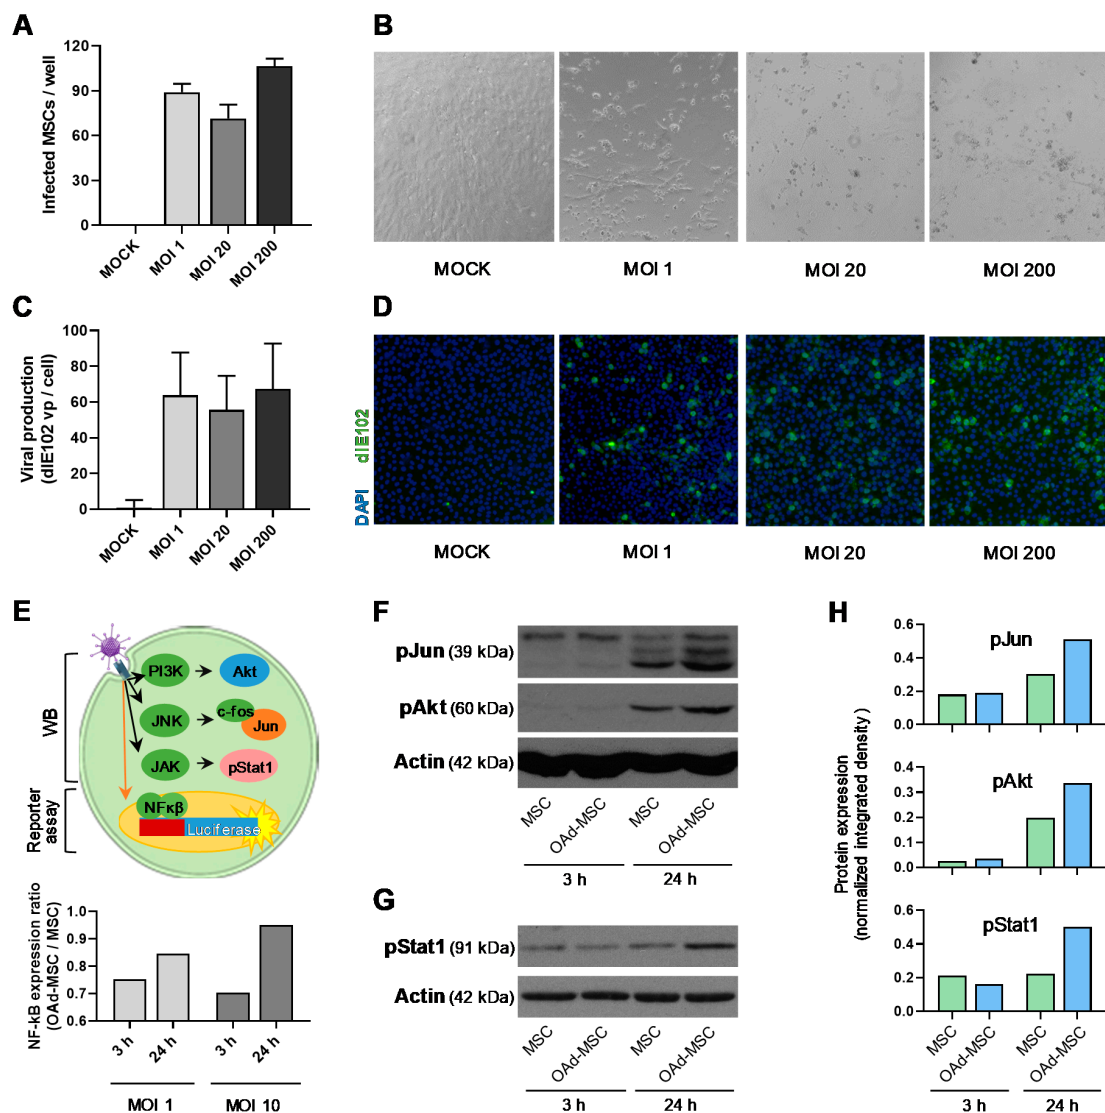 A
Infected MSCs / well
120
90
60
30
0
MOCK
MOI 1
MOI 20
MOI 200
B
MOCK
MOI 1
MOI 20
MOI 200
C
Viral production
(dIE102 vp / cell)
100
80
60
40
20
0
MOCK
MOI 1
MOI 20
MOI 200
D
DAPI dIE102
MOCK
MOI 1
MOI 20
MOI 200
E
WB
PI3K
Akt
JNK
c-fos
Jun
JAK
pStat1
Reporter
assay
NFκβ
Luciferase
NF-kB expression ratio
(OAd-MSC / MSC)
1.0
0.9
0.8
0.7
0.6
3 h
24 h
3 h
24 h
MOI 1
MOI 10
F
pJun (39 kDa)
pAkt (60 kDa)
Actin (42 kDa)
MSC
OAd-MSC
MSC
OAd-MSC
3 h
24 h
G
pStat1 (91 kDa)
Actin (42 kDa)
MSC
OAd-MSC
MSC
OAd-MSC
3 h
24 h
H
Protein expression
(normalized integrated density)
pJun
0.6
0.4
0.2
0.0
pAkt
0.4
0.3
0.2
0.1
0.0
pStat1
0.6
0.4
0.2
0.0
MSC
OAd-MSC
MSC
OAd-MSC
3 h
24 h